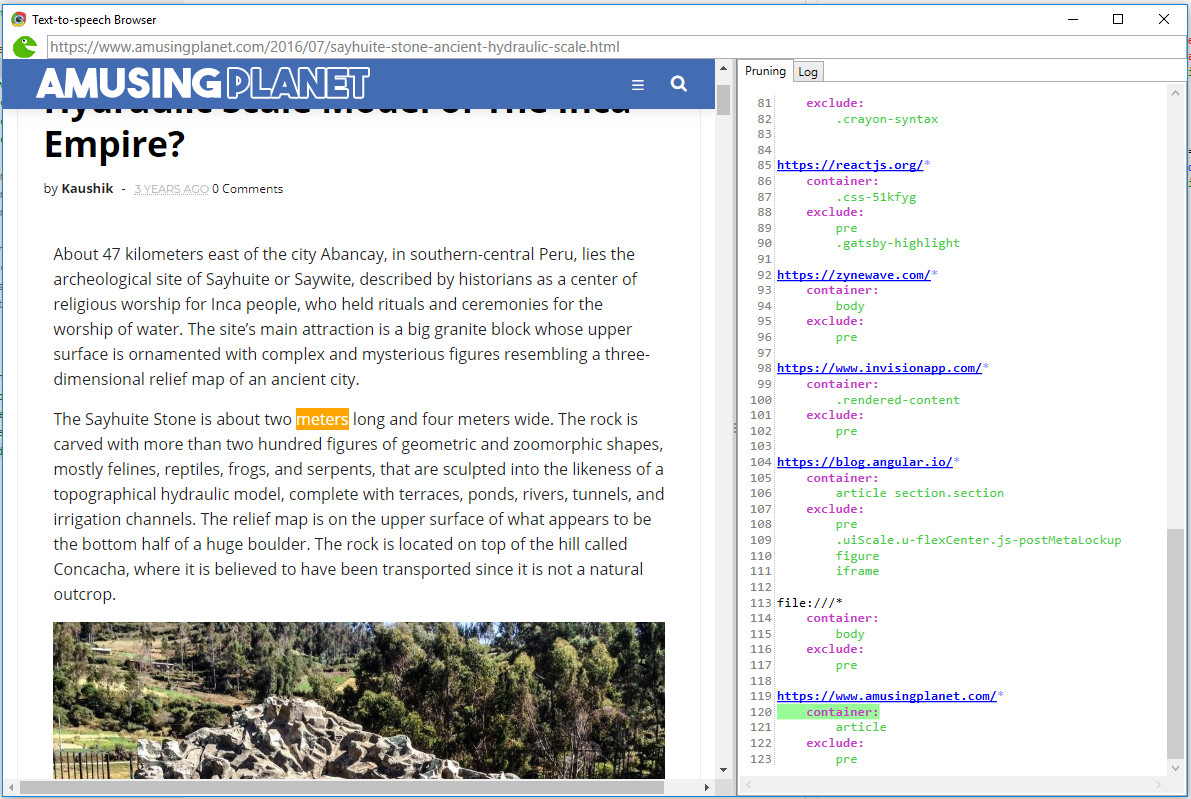 Text-to-speech Browser
https://www.amusingplanet.com/2016/07/sayhuite-stone-ancient-hydraulic-scale.html
AMUSING PLANET
Hydraulic Scale Model of The Inca
Empire?
by Kaushik - 3 YEARS AGO 0 Comments
About 47 kilometers east of the city Abancay, in southern-central Peru, lies the
archeological site of Sayhuite or Saywite, described by historians as a center of
religious worship for Inca people, who held rituals and ceremonies for the
worship of water. The site’s main attraction is a big granite block whose upper
surface is ornamented with complex and mysterious figures resembling a three-
dimensional relief map of an ancient city.
The Sayhuite Stone is about two meters long and four meters wide. The rock is
carved with more than two hundred figures of geometric and zoomorphic shapes,
mostly felines, reptiles, frogs, and serpents, that are sculpted into the likeness of a
topographical hydraulic model, complete with terraces, ponds, rivers, tunnels, and
irrigation channels. The relief map is on the upper surface of what appears to be
the bottom half of a huge boulder. The rock is located on top of the hill called
Concacha, where it is believed to have been transported since it is not a natural
outcrop.
Pruning Log
81 exclude:
82 .crayon-syntax
83
84
85 https://reactjs.org/*
86 container:
87 .css-51kfyg
88 exclude:
89 pre
90 .gatsby-highlight
91
92 https://zynewave.com/*
93 container:
94 body
95 exclude:
96 pre
97
98 https://www.invisionapp.com/*
99 container:
100 .rendered-content
101 exclude:
102 pre
103
104 https://blog.angular.io/*
105 container:
106 article section.section
107 exclude:
108 pre
109 .uiScale.u-flexCenter.js-postMetaLockup
110 figure
111 iframe
112
113 file:///*
114 container:
115 body
116 exclude:
117 pre
118
119 https://www.amusingplanet.com/*
120 container:
121 article
122 exclude:
123 pre